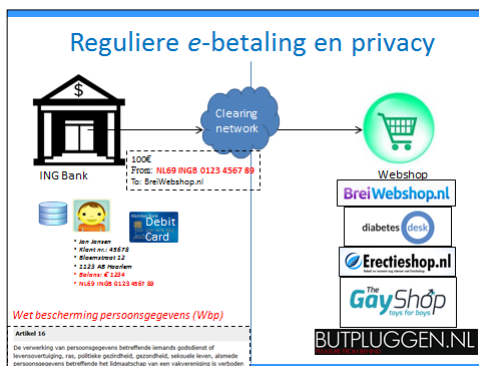 Reguliere e-betaling en privacy
$
Clearing
network
ING Bank
100€
From: NL69 INGB 0123 4567 89
To: BreiWebshop.nl
Webshop
BreiWebshop.nl
diabetes desk
Erectieshop.nl
The
GayShop
toys for boys
BUTPLUGGEN.NL
Debit
Card
• Jan Jansen
• Klant nr.: 45678
• Bloemstraat 12
• 1123 AB Haarlem
• Balans: € 1234
• NL69 INGB 0123 4567 89
Wet bescherming persoonsgegevens (Wbp)
Artikel 16
De verwerking van persoonsgegevens betreffende iemands godsdienst of
levensovertuiging, ras, politieke gezindheid, gezondheid, seksuele leven, alsmede
persoonsgegevens betreffende het lidmaatschap van een vakvereniging is verboden